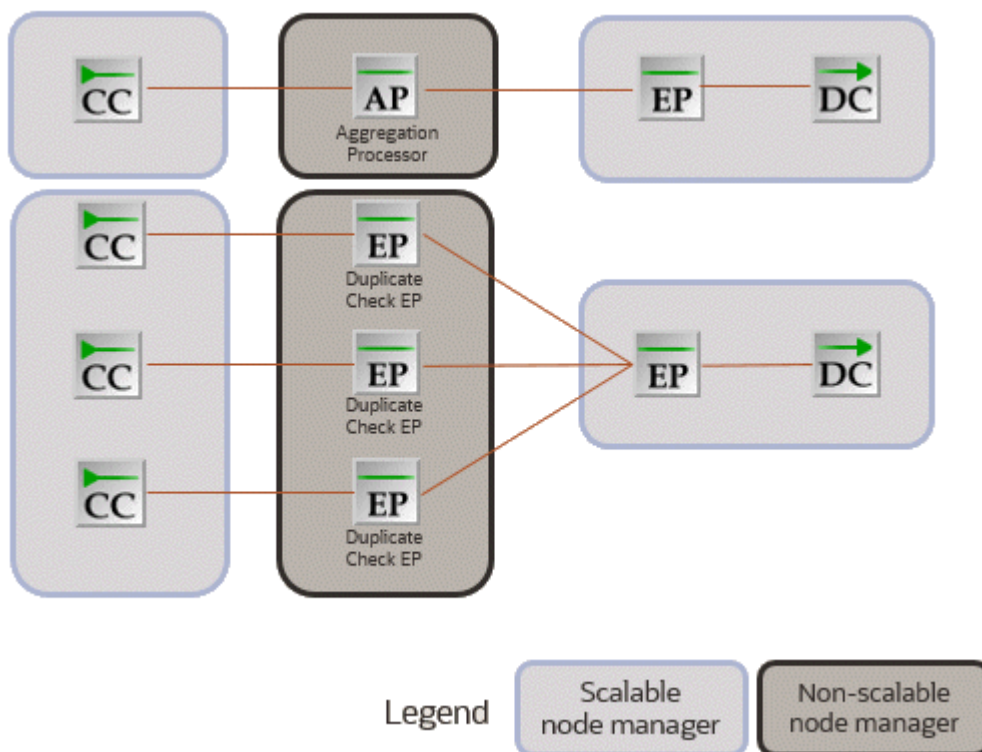 CC
AP
Aggregation
Processor
EP
DC
CC
EP
Duplicate
Check EP
CC
EP
Duplicate
Check EP
EP
DC
CC
EP
Duplicate
Check EP
Legend
Scalable
node manager
Non-scalable
node manager